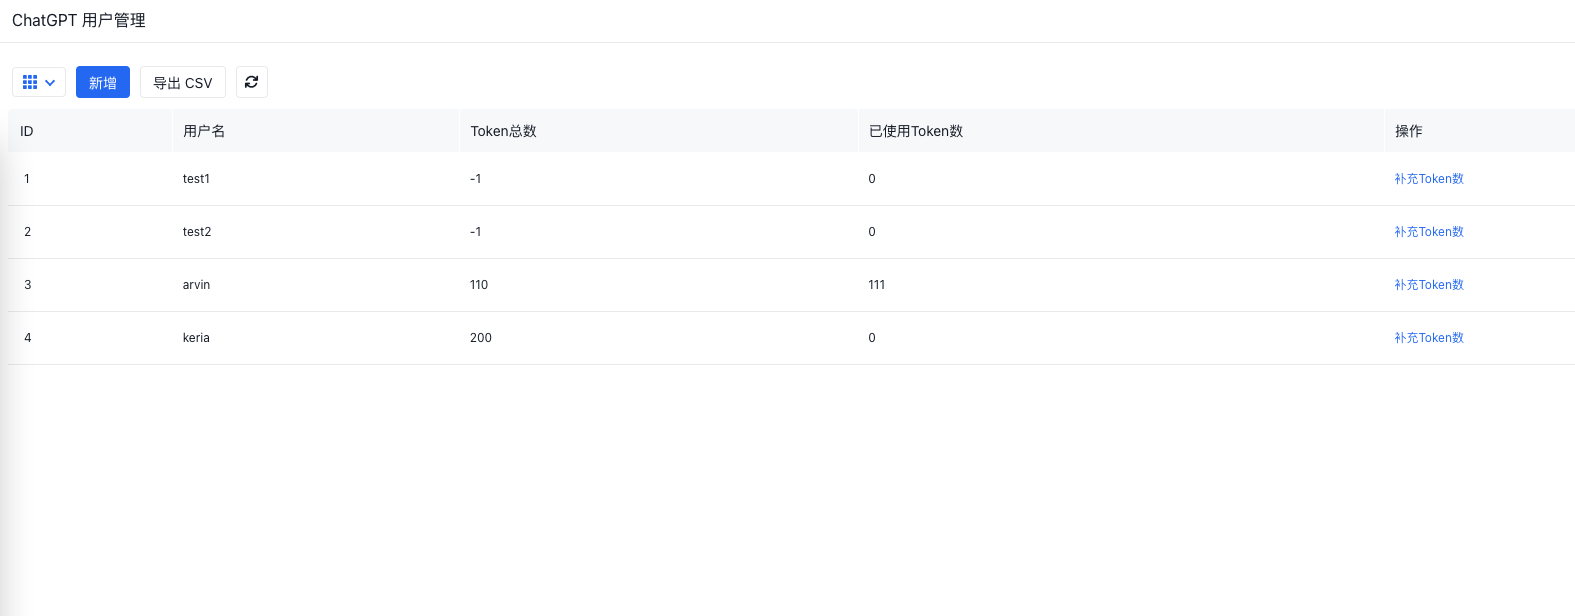 ChatGPT 用户管理
新增 导出 CSV
ID 用户名 Token总数 已使用Token数 操作
1 test1 -1 0 补充Token数
2 test2 -1 0 补充Token数
3 arvin 110 111 补充Token数
4 keria 200 0 补充Token数